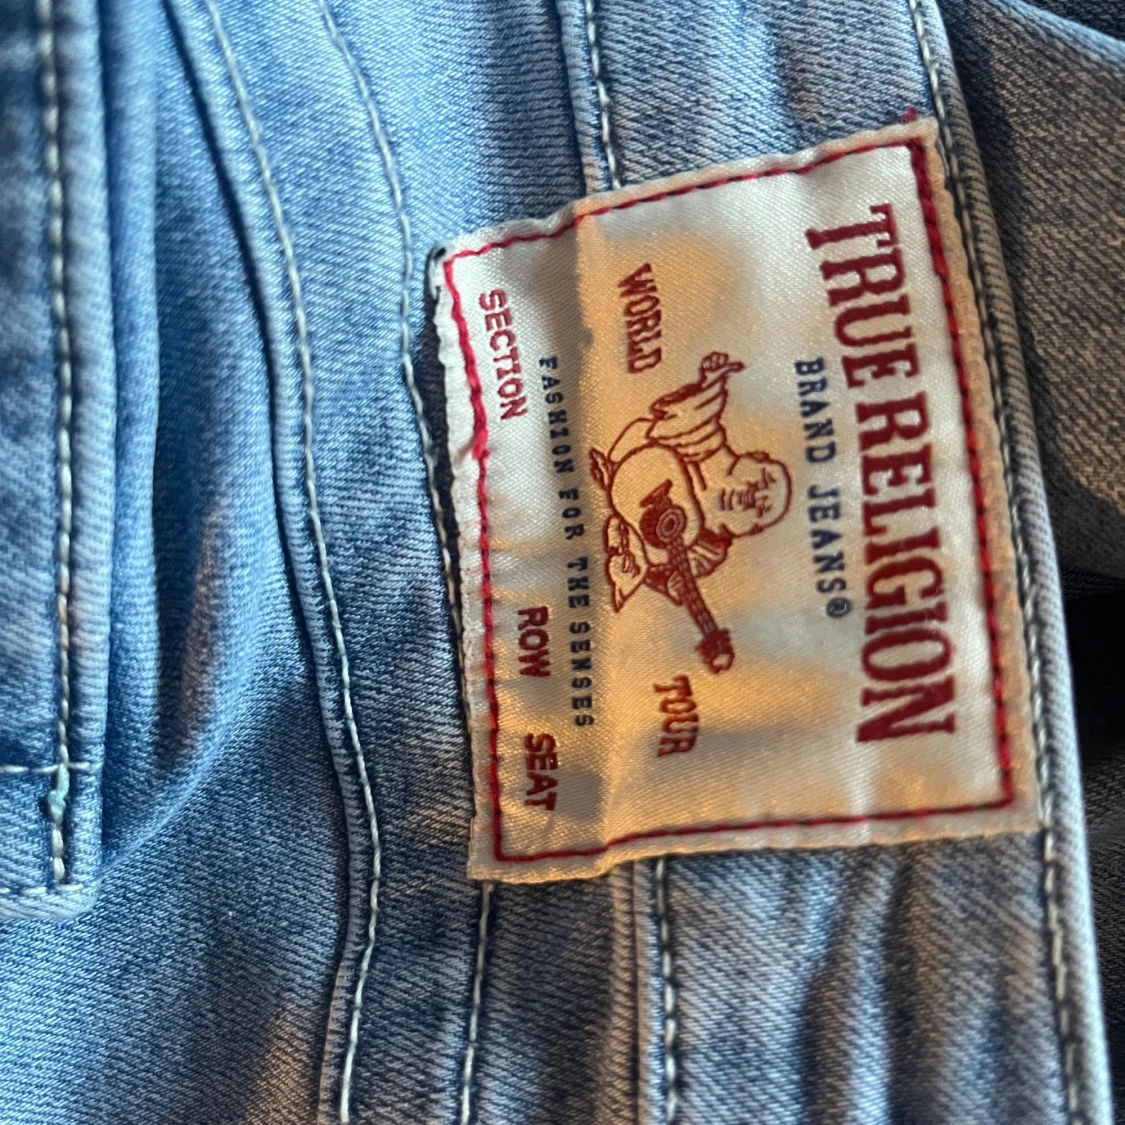 TRUE RELIGION
BRAND JEANS®
WORLD TOUR
FASHION FOR THE SENSES
SECTION ROW SEAT